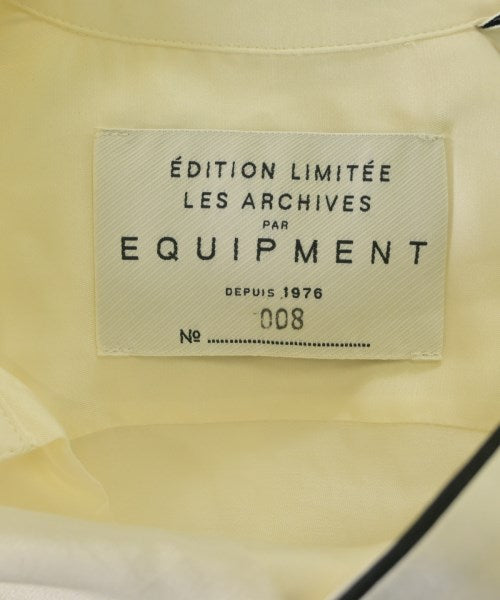 ÉDITION LIMITÉE
LES ARCHIVES
PAR
EQUIPMENT
DEPUIS 1976
008
Nº ........................................